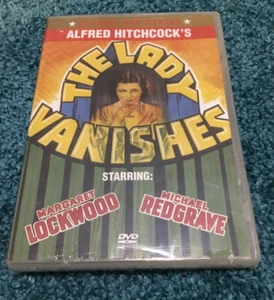 ALFRED HITCHCOCK'S
THE LADY
VANISHES
STARRING:
MARGARET
LOCKWOOD
MICHAEL
REDGRAVE
DVD